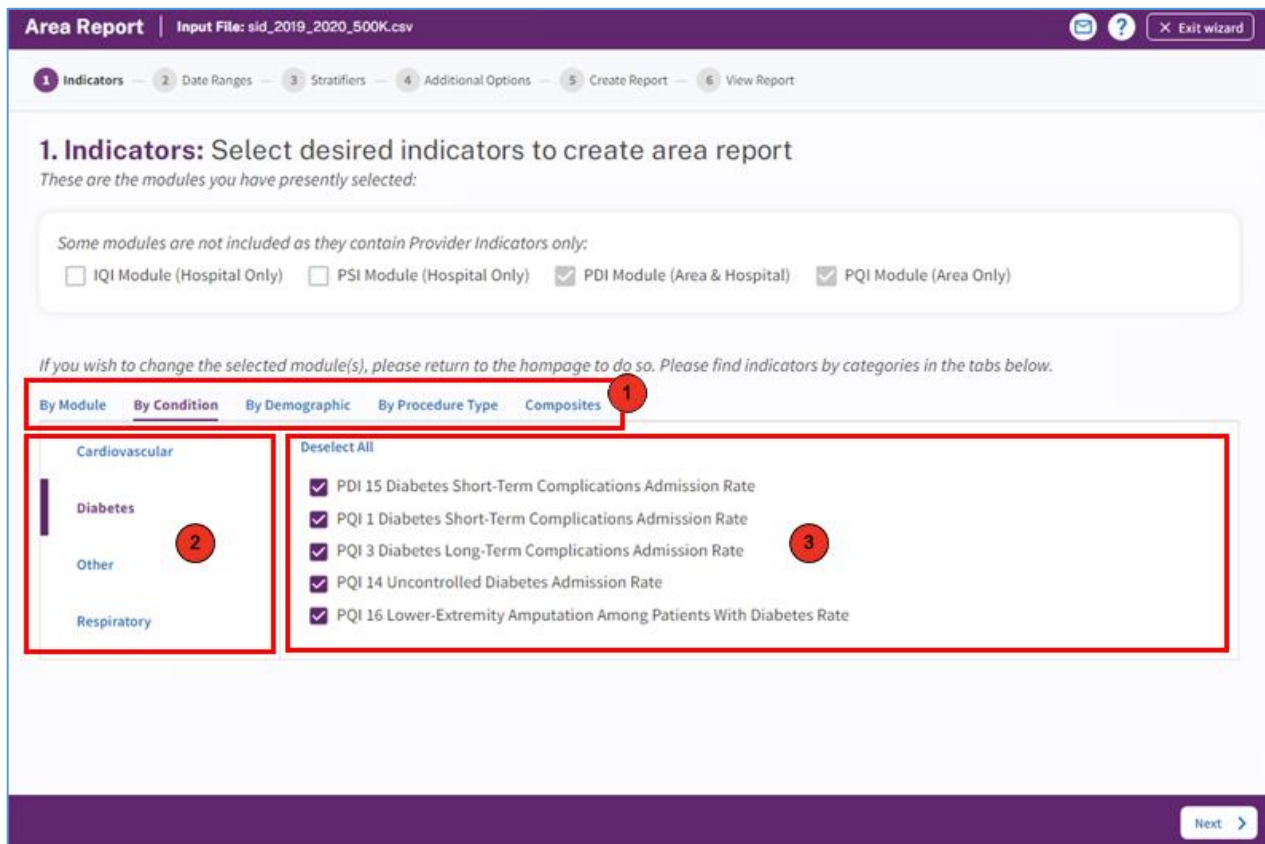 Area Report | Input File: sid_2019_2020_500K.csv ? × Exit wizard
1 Indicators — 2 Date Ranges — 3 Stratifiers — 4 Additional Options — 5 Create Report — 6 View Report
1. Indicators: Select desired indicators to create area report
These are the modules you have presently selected:
Some modules are not included as they contain Provider Indicators only:
IQI Module (Hospital Only) PSI Module (Hospital Only) PDI Module (Area & Hospital) PQI Module (Area Only)
If you wish to change the selected module(s), please return to the hompage to do so. Please find indicators by categories in the tabs below.
By Module By Condition By Demographic By Procedure Type Composites 1
Cardiovascular
Diabetes
2
Other
Respiratory
Deselect All
PDI 15 Diabetes Short-Term Complications Admission Rate
PQI 1 Diabetes Short-Term Complications Admission Rate
PQI 3 Diabetes Long-Term Complications Admission Rate 3
PQI 14 Uncontrolled Diabetes Admission Rate
PQI 16 Lower-Extremity Amputation Among Patients With Diabetes Rate
Next >